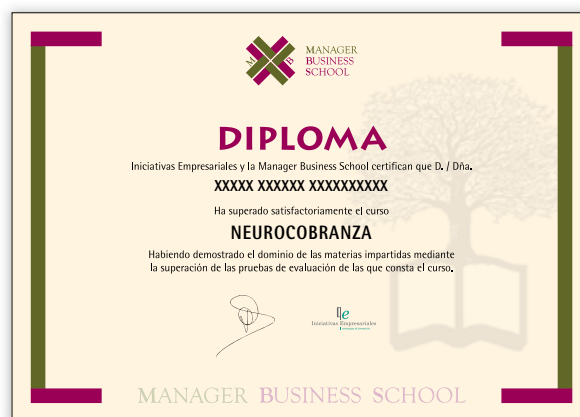 M B
MANAGER
BUSINESS
SCHOOL
DIPLOMA
Iniciativas Empresariales y la Manager Business School certifican que D. / Dña.
XXXXX XXXXXX XXXXXXXXXX
Ha superado satisfactoriamente el curso
NEUROCOBRANZA
Habiendo demostrado el dominio de las materias impartidas mediante
la superación de las pruebas de evaluación de las que consta el curso.
Iniciativas Empresariales
MANAGER BUSINESS SCHOOL